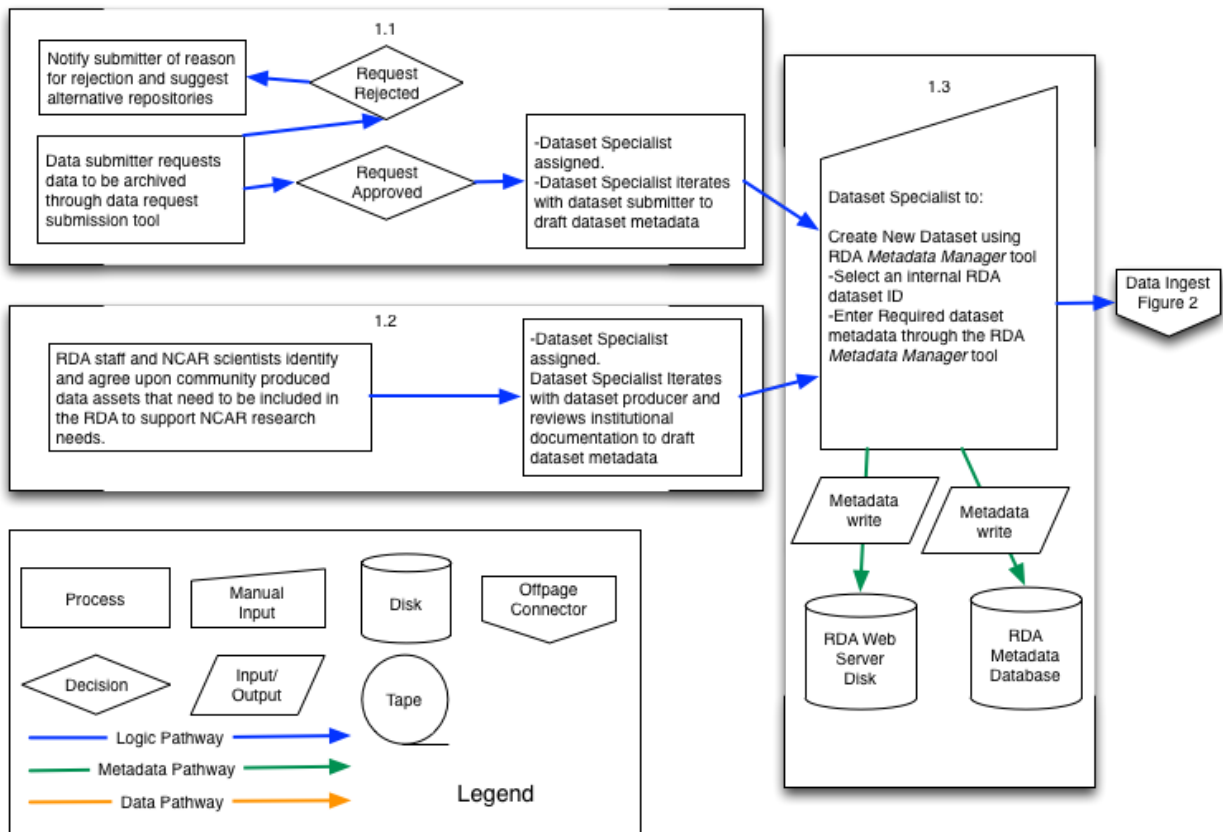 1.1
Notify submitter of reason
for rejection and suggest
alternative repositories
Request
Rejected
Data submitter requests
data to be archived
through data request
submission tool
Request
Approved
-Dataset Specialist
assigned.
-Dataset Specialist iterates
with dataset submitter to
draft dataset metadata
1.2
RDA staff and NCAR scientists identify
and agree upon community produced
data assets that need to be included in
the RDA to support NCAR research
needs.
-Dataset Specialist
assigned.
Dataset Specialist Iterates
with dataset producer and
reviews institutional
documentation to draft
dataset metadata
1.3
Dataset Specialist to:
Create New Dataset using
RDA Metadata Manager tool
-Select an internal RDA
dataset ID
-Enter Required dataset
metadata through the RDA
Metadata Manager tool
Data Ingest
Figure 2
Metadata
write
Metadata
write
RDA Web
Server
Disk
RDA
Metadata
Database
Process
Manual
Input
Disk
Offpage
Connector
Decision
Input/
Output
Tape
Logic Pathway
Metadata Pathway
Data Pathway
Legend